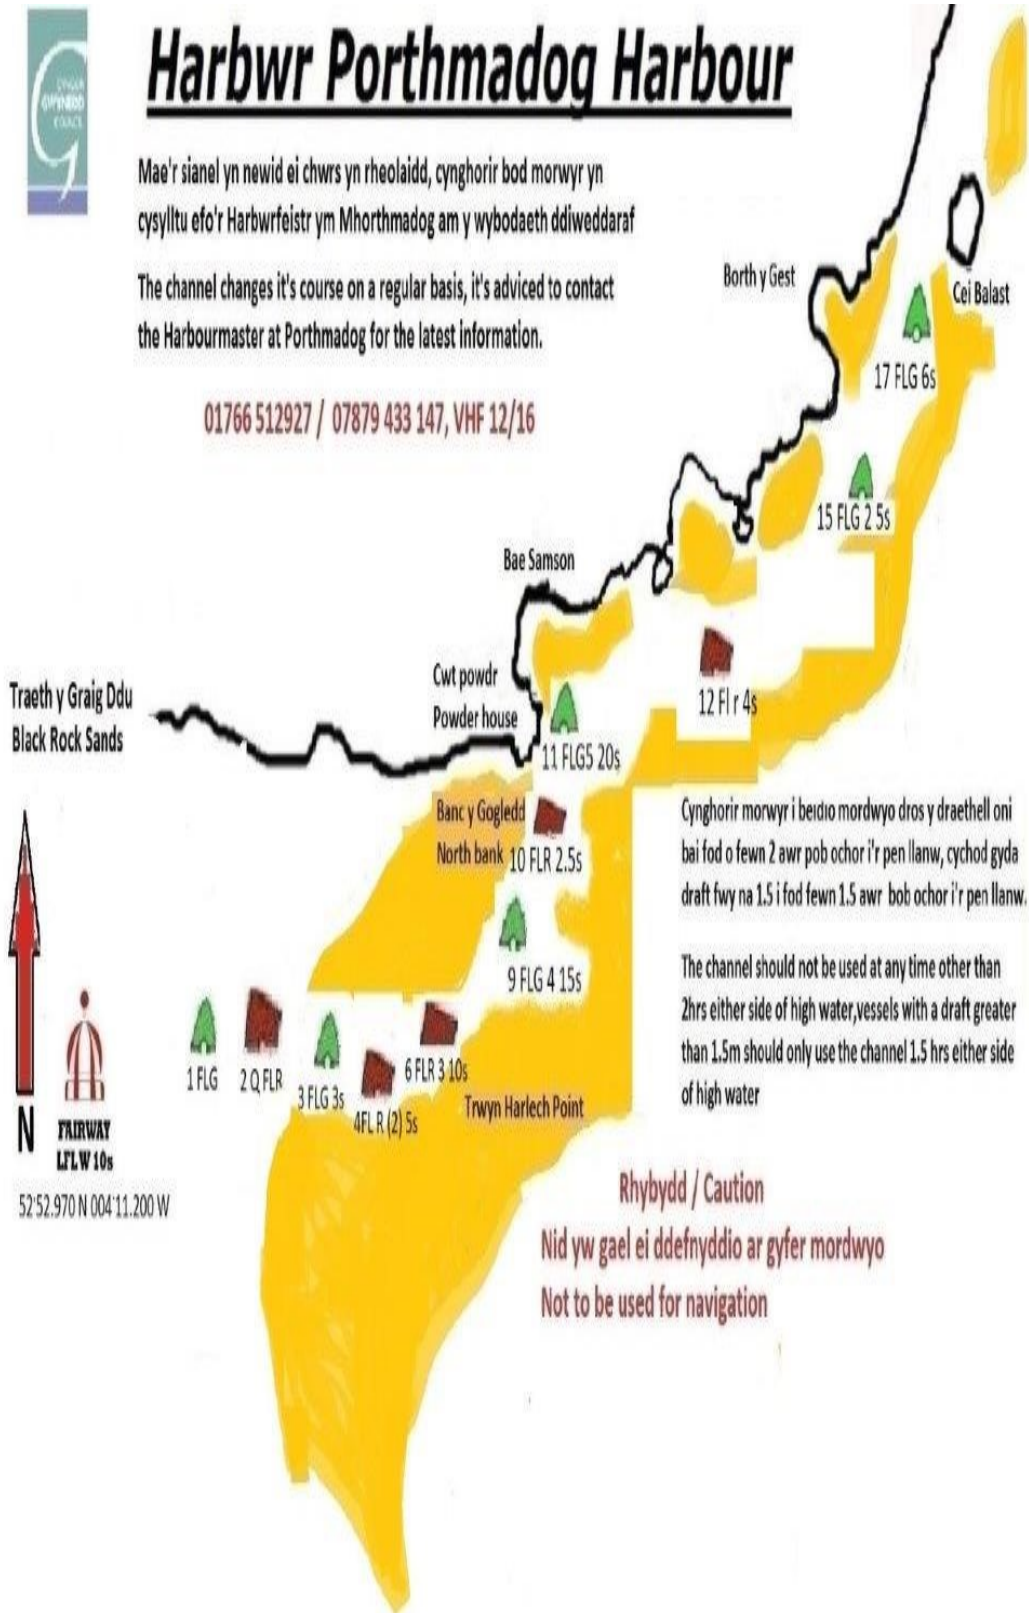 CYNGOR
GWYNEDD
COUNCIL
Harbwr Porthmadog Harbour
Mae'r sianel yn newid ei chwrs yn rheolaidd, cynghorir bod morwyr yn
cysylltu efo'r Harbwrfeistr ym Mhorthmadog am y wybodaeth ddiweddaraf
The channel changes it's course on a regular basis, it's adviced to contact
the Harbourmaster at Porthmadog for the latest information.
01766 512927 / 07879 433 147, VHF 12/16
Borth y Gest
Cei Balast
17 FLG 6s
15 FLG 2 5s
Bae Samson
Cwt powdr
Powder house
12 Fl r 4s
Traeth y Graig Ddu
Black Rock Sands
11 FLG5 20s
Banc y Gogledd
North bank
10 FLR 2.5s
Cynghorir morwyr i beidio mordwyo dros y draethell oni
bai fod o fewn 2 awr pob ochor i'r pen llanw, cychod gyda
draft fwy na 1.5 i fod fewn 1.5 awr bob ochor i'r pen llanw.
9 FLG 4 15s
The channel should not be used at any time other than
2hrs either side of high water,vessels with a draft greater
than 1.5m should only use the channel 1.5 hrs either side
of high water
1 FLG
2 Q FLR
3 FLG 3s
4FL R (2) 5s
6 FLR 3 10s
Trwyn Harlech Point
N
FAIRWAY
LFLW 10s
52'52.970 N 004'11.200 W
Rhybydd / Caution
Nid yw gael ei ddefnyddio ar gyfer mordwyo
Not to be used for navigation